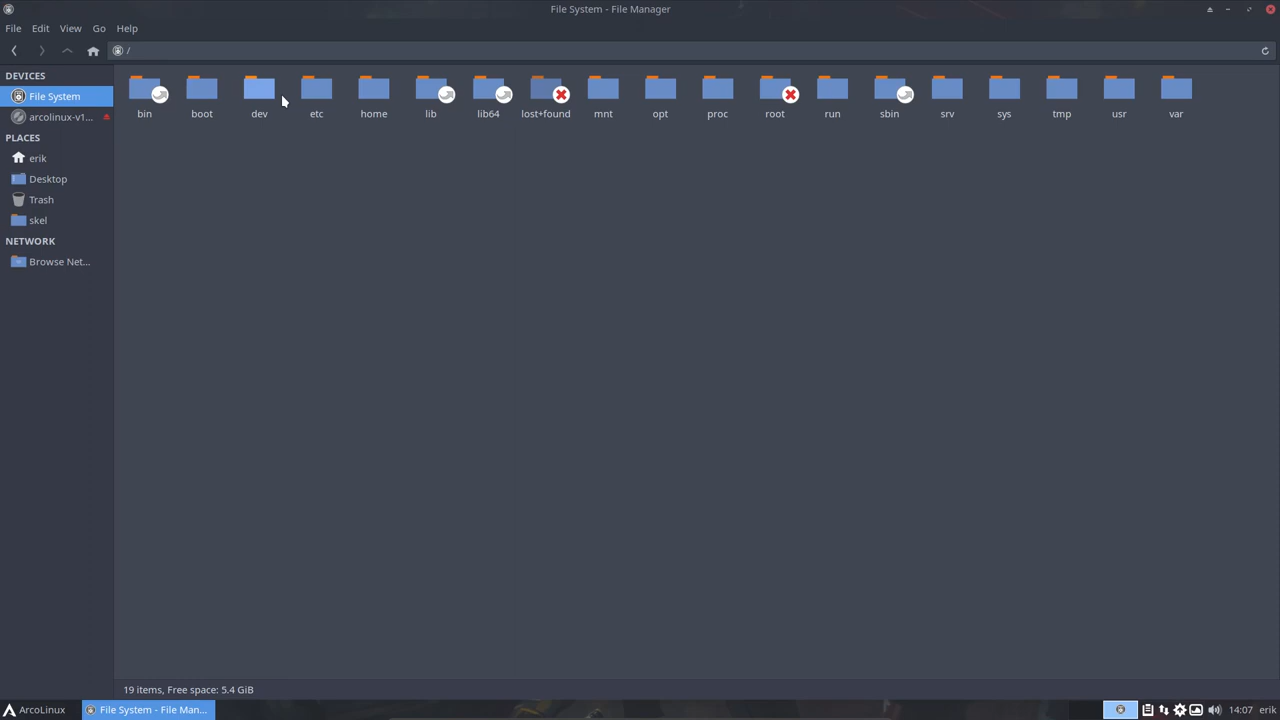 File System - File Manager
File Edit View Go Help
/
DEVICES
File System
arcolinux-v1...
PLACES
erik
Desktop
Trash
skel
NETWORK
Browse Net...
bin boot dev etc home lib lib64 lost+found mnt opt proc root run sbin srv sys tmp usr var
19 items, Free space: 5.4 GiB
ArcoLinux File System - File Man... 14:07 erik